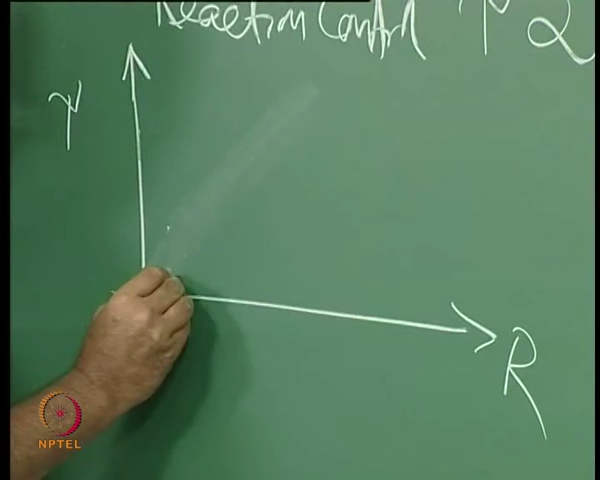 Reaction Control τ α
τ
R
NPTEL